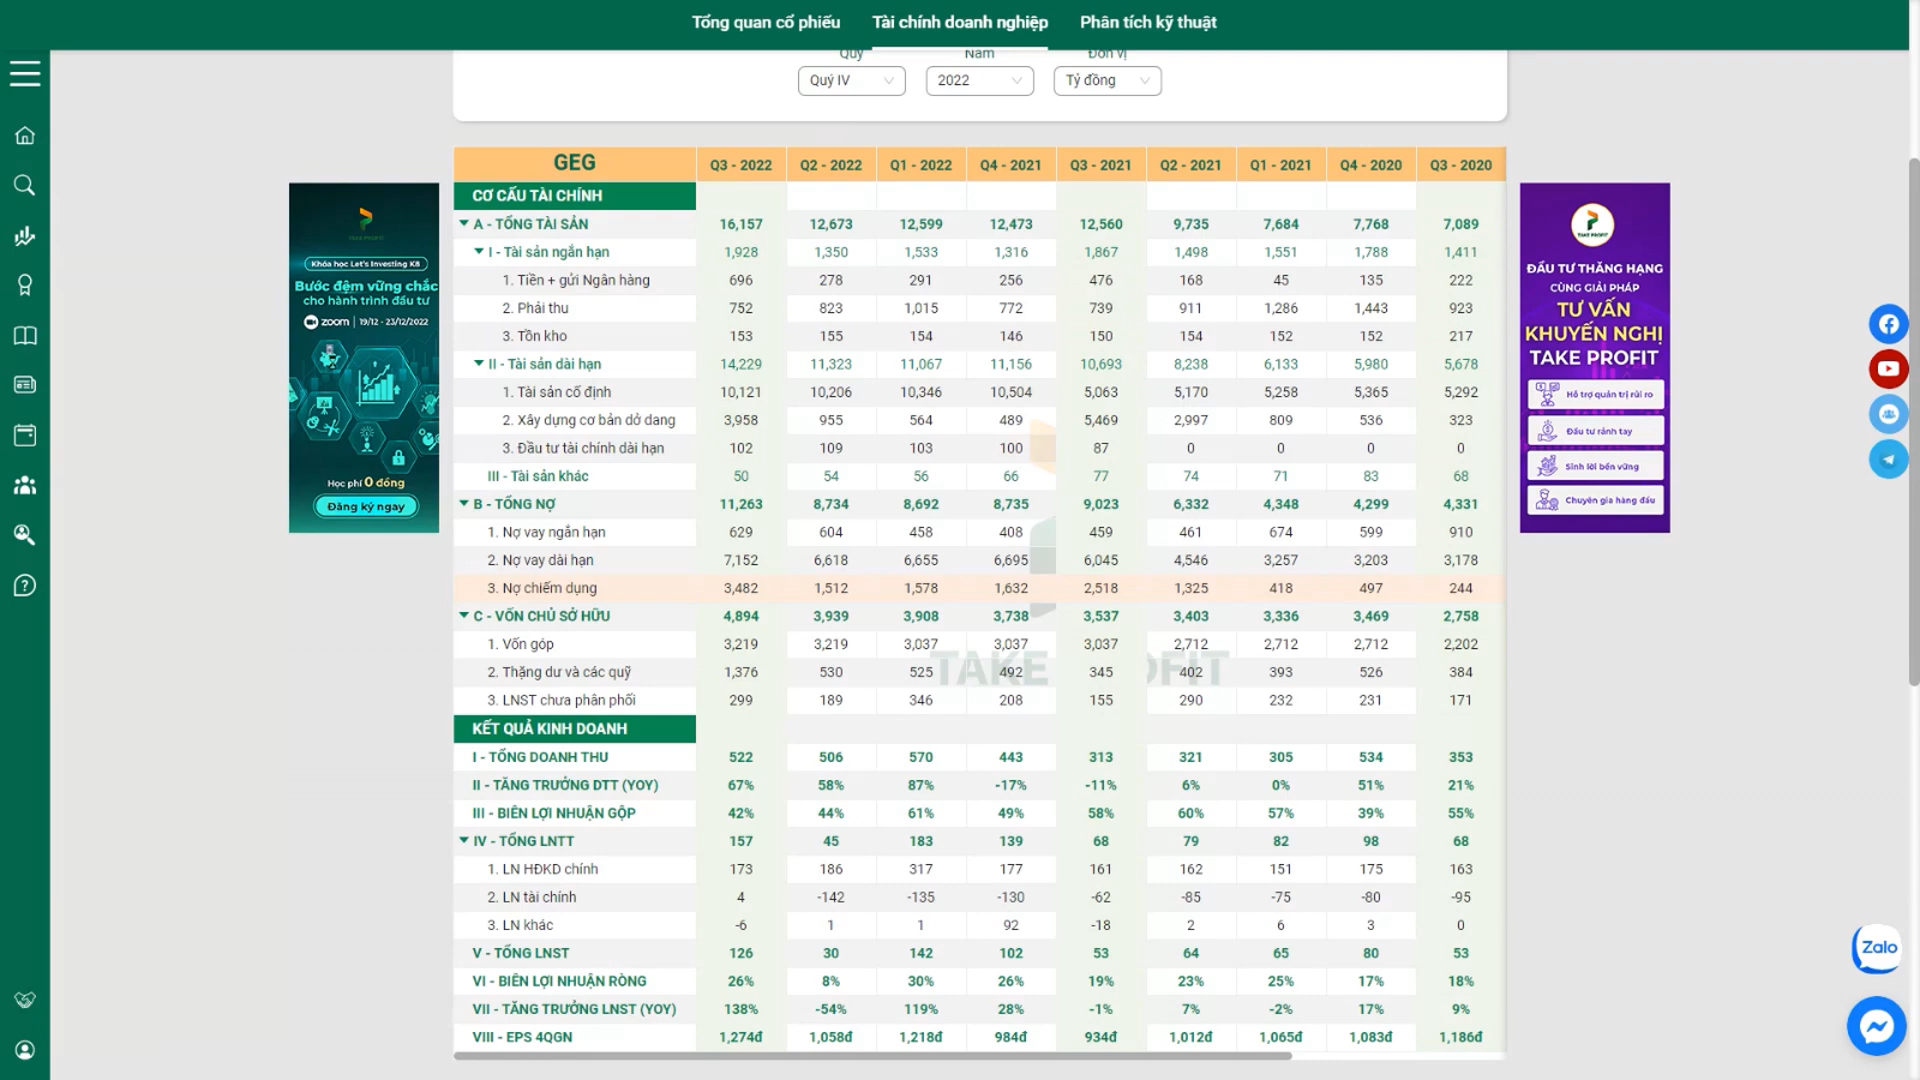 Tổng quan cổ phiếu Tài chính doanh nghiệp Phân tích kỹ thuật
Quý Năm Đơn vị
Quý IV 2022 Tỷ đồng
GEG Q3 - 2022 Q2 - 2022 Q1 - 2022 Q4 - 2021 Q3 - 2021 Q2 - 2021 Q1 - 2021 Q4 - 2020 Q3 - 2020
CƠ CẤU TÀI CHÍNH
A - TỔNG TÀI SẢN 16,157 12,673 12,599 12,473 12,560 9,735 7,684 7,768 7,089
I - Tài sản ngắn hạn 1,928 1,350 1,533 1,316 1,867 1,498 1,551 1,788 1,411
1. Tiền + gửi Ngân hàng 696 278 291 256 476 168 45 135 222
2. Phải thu 752 823 1,015 772 739 911 1,286 1,443 923
3. Tồn kho 153 155 154 146 150 154 152 152 217
II - Tài sản dài hạn 14,229 11,323 11,067 11,156 10,693 8,238 6,133 5,980 5,678
1. Tài sản cố định 10,121 10,206 10,346 10,504 5,063 5,170 5,258 5,365 5,292
2. Xây dựng cơ bản dở dang 3,958 955 564 489 5,469 2,997 809 536 323
3. Đầu tư tài chính dài hạn 102 109 103 100 87 0 0 0 0
III - Tài sản khác 50 54 56 66 77 74 71 83 68
B - TỔNG NỢ 11,263 8,734 8,692 8,735 9,023 6,332 4,348 4,299 4,331
1. Nợ vay ngắn hạn 629 604 458 408 459 461 674 599 910
2. Nợ vay dài hạn 7,152 6,618 6,655 6,695 6,045 4,546 3,257 3,203 3,178
3. Nợ chiếm dụng 3,482 1,512 1,578 1,632 2,518 1,325 418 497 244
C - VỐN CHỦ SỞ HỮU 4,894 3,939 3,908 3,738 3,537 3,403 3,336 3,469 2,758
1. Vốn góp 3,219 3,219 3,037 3,037 3,037 2,712 2,712 2,712 2,202
2. Thặng dư và các quỹ 1,376 530 525 492 345 402 393 526 384
3. LNST chưa phân phối 299 189 346 208 155 290 232 231 171
KẾT QUẢ KINH DOANH
I - TỔNG DOANH THU 522 506 570 443 313 321 305 534 353
II - TĂNG TRƯỞNG DTT (YOY) 67% 58% 87% -17% -11% 6% 0% 51% 21%
III - BIÊN LỢI NHUẬN GỘP 42% 44% 61% 49% 58% 60% 57% 39% 55%
IV - TỔNG LNTT 157 45 183 139 68 79 82 98 68
1. LN HĐKD chính 173 186 317 177 161 162 151 175 163
2. LN tài chính 4 -142 -135 -130 -62 -85 -75 -80 -95
3. LN khác -6 1 1 92 -18 2 6 3 0
V - TỔNG LNST 126 30 142 102 53 64 65 80 53
VI - BIÊN LỢI NHUẬN RÒNG 26% 8% 30% 26% 19% 23% 25% 17% 18%
VII - TĂNG TRƯỞNG LNST (YOY) 138% -54% 119% 28% -1% 7% -2% 17% 9%
VIII - EPS 4QGN 1,274đ 1,058đ 1,218đ 984đ 934đ 1,012đ 1,065đ 1,083đ 1,186đ
TAKE PROFIT
Khóa học Let's Investing K8
Bước đệm vững chắc
cho hành trình đầu tư
zoom | 19/12 - 23/12/2022
Học phí 0 đồng
Đăng ký ngay
TAKE PROFIT
ĐẦU TƯ THĂNG HẠNG
CÙNG GIẢI PHÁP
TƯ VẤN
KHUYẾN NGHỊ
TAKE PROFIT
Hỗ trợ quản trị rủi ro
Đầu tư rảnh tay
Sinh lời bền vững
Chuyên gia hàng đầu
Zalo